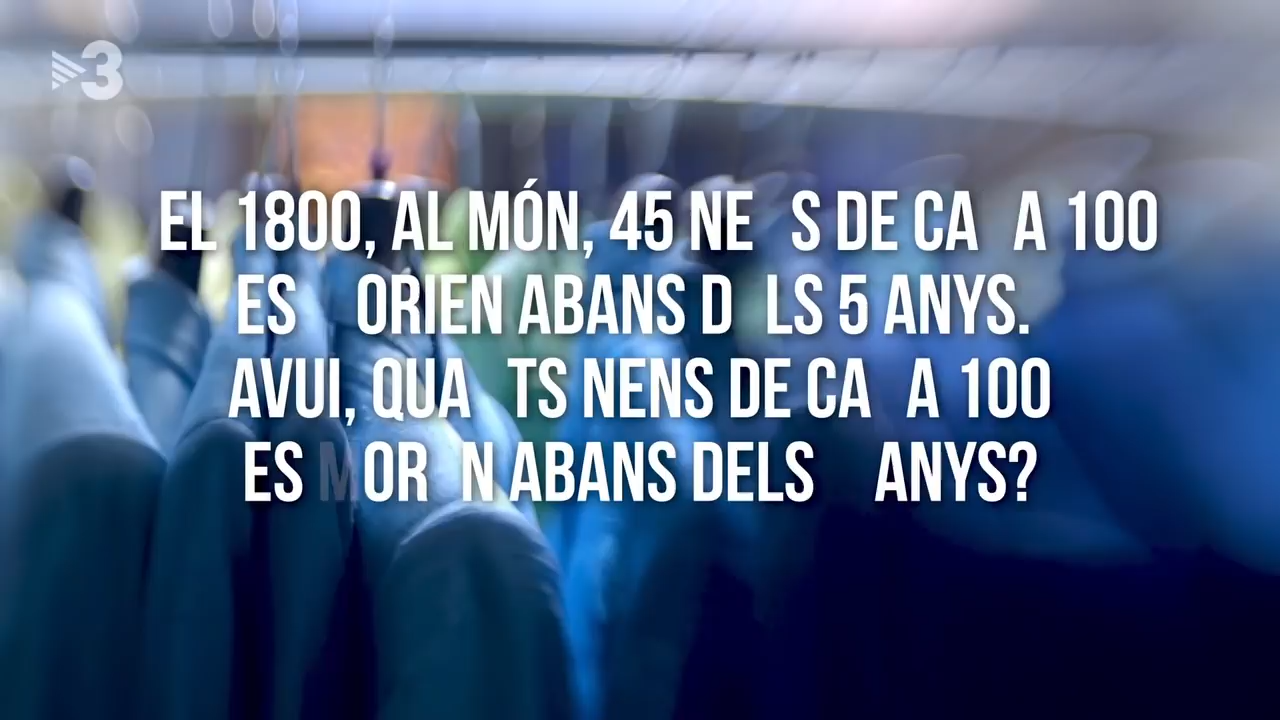 3
EL 1800, AL MÓN, 45 NE S DE CA A 100
ES ORIEN ABANS D LS 5 ANYS.
AVUI, QUA TS NENS DE CA A 100
ES MOR N ABANS DELS ANYS?